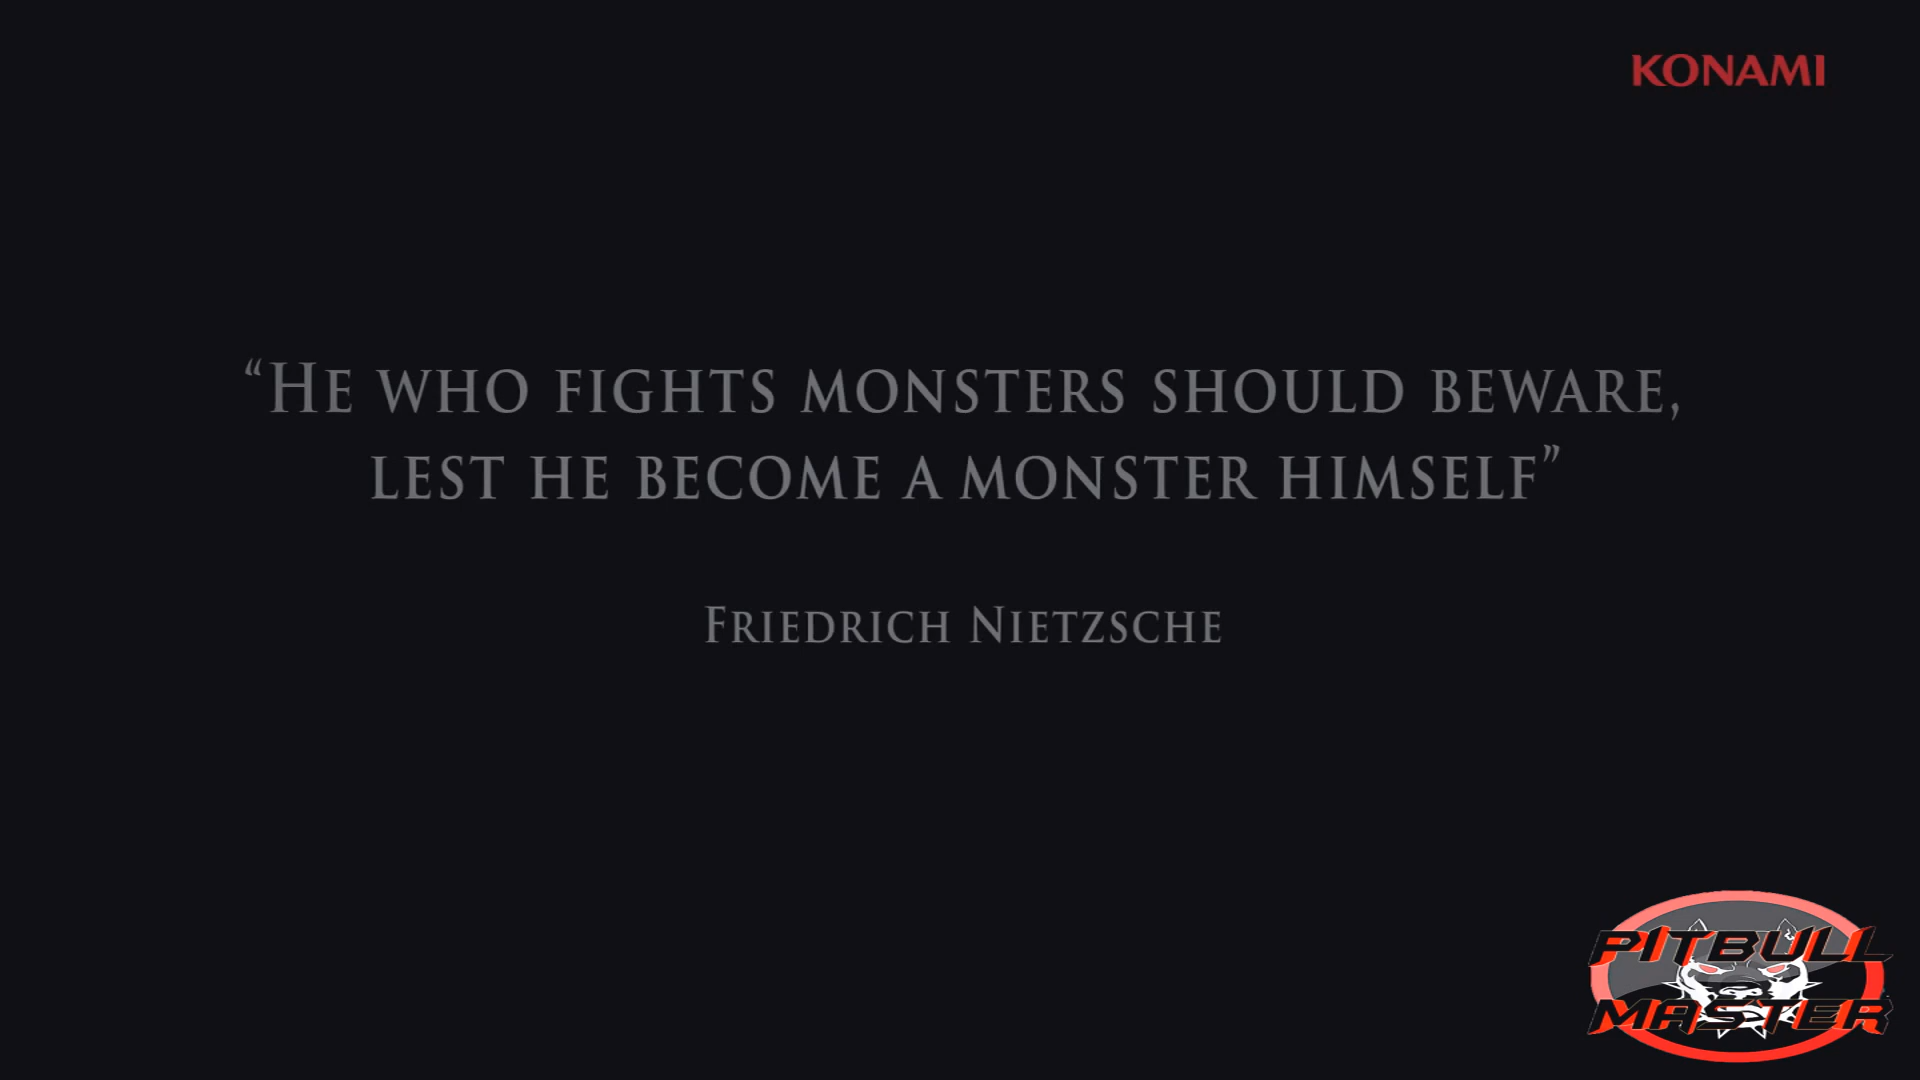 KONAMI
“HE WHO FIGHTS MONSTERS SHOULD BEWARE,
LEST HE BECOME A MONSTER HIMSELF”
FRIEDRICH NIETZSCHE
PITBULL
MASTER